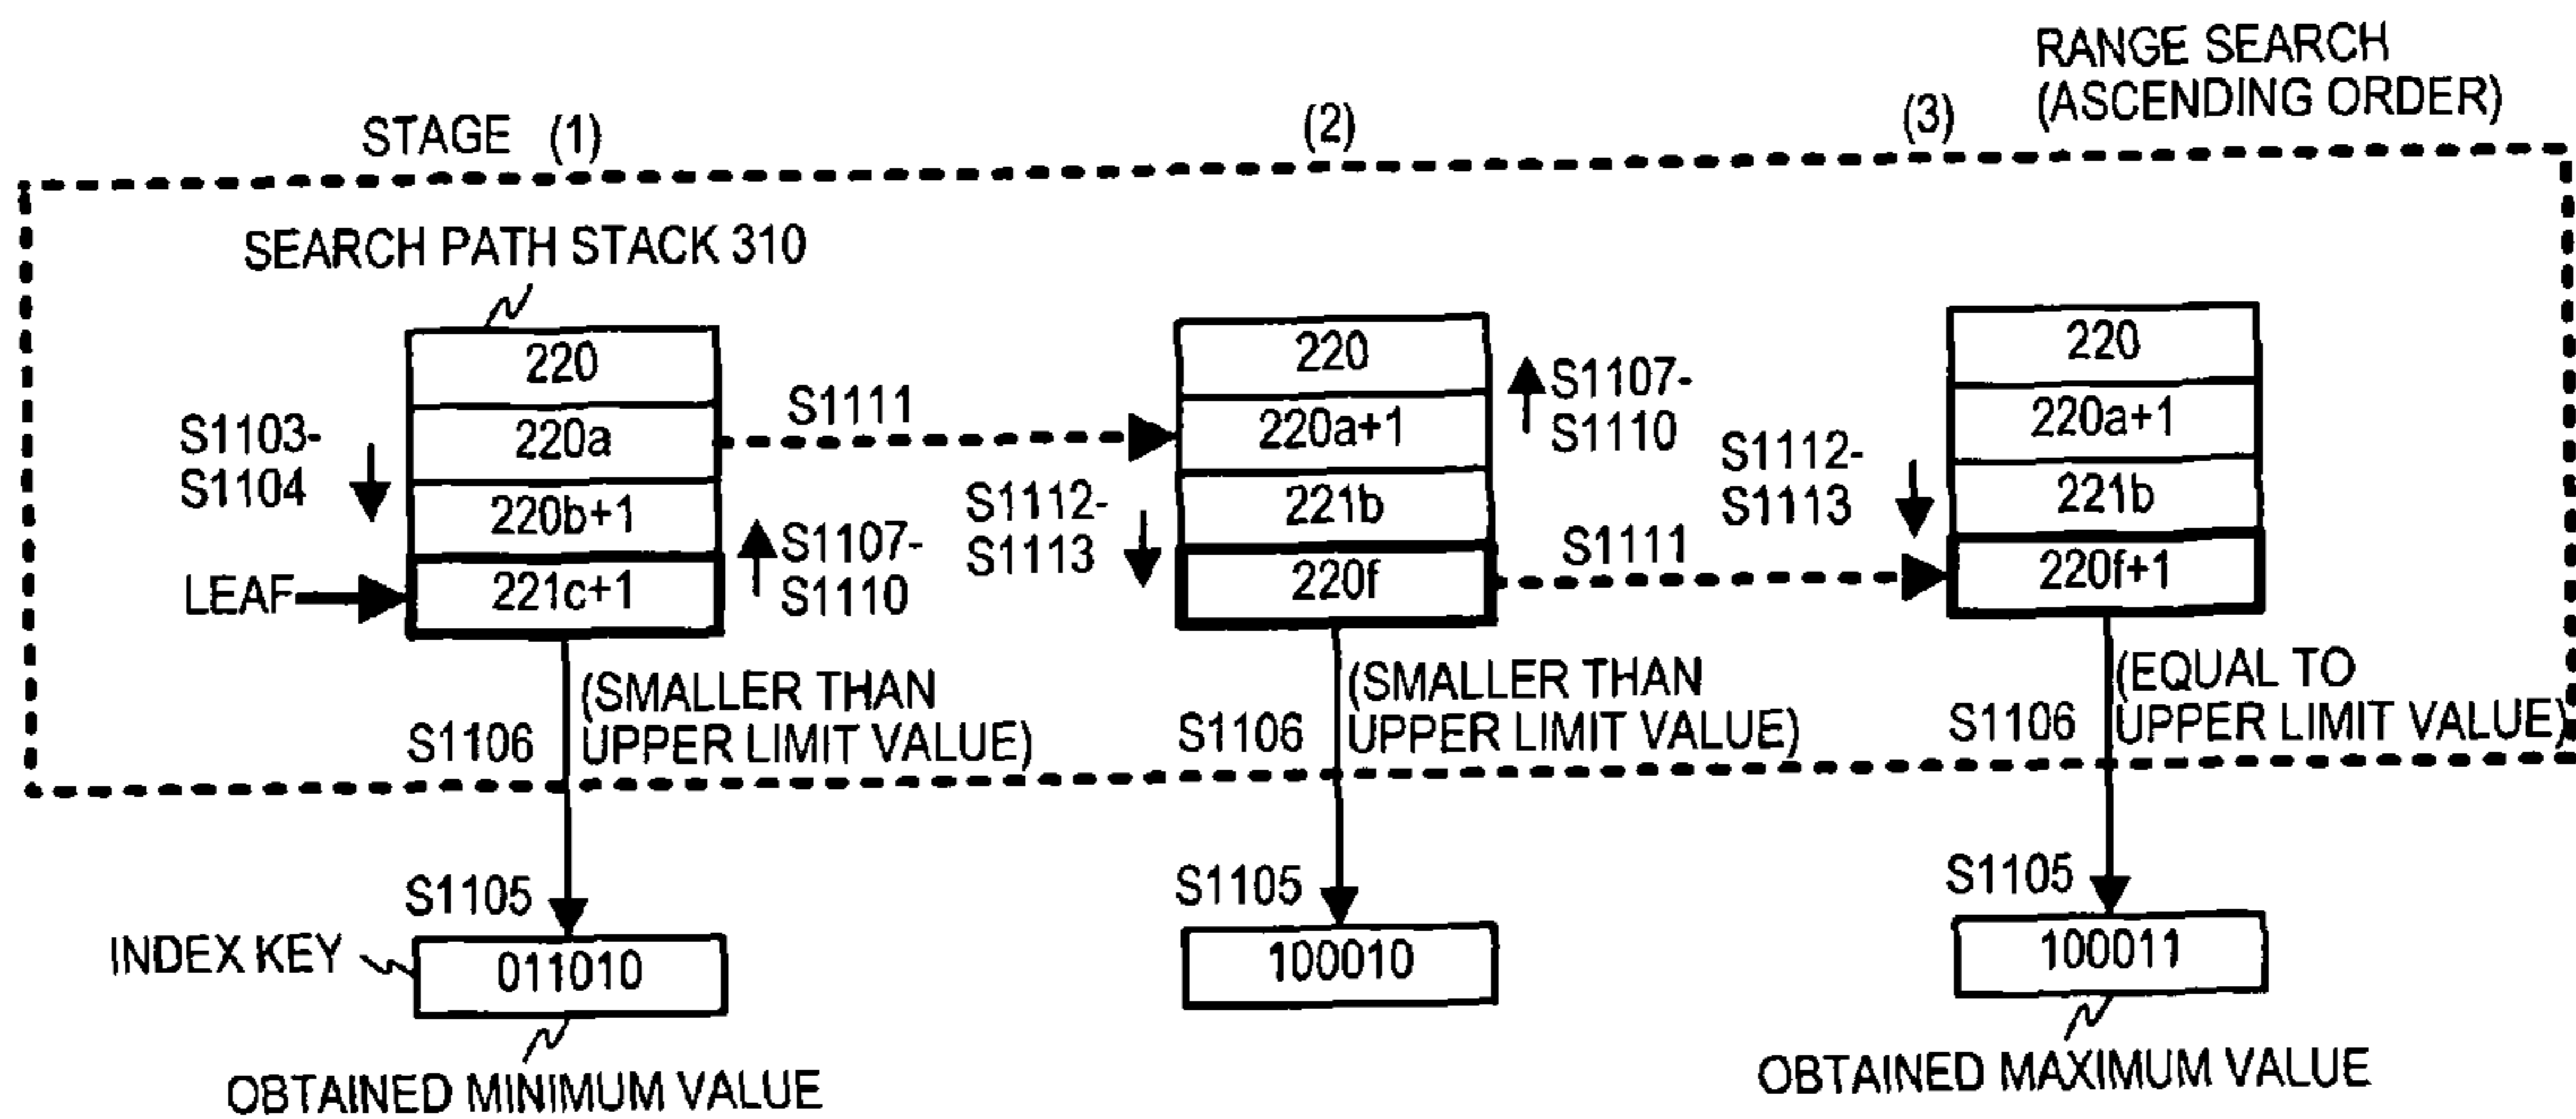 RANGE SEARCH
(ASCENDING ORDER)
STAGE (1)
(2)
(3)
SEARCH PATH STACK 310
220
220a
220b+1
221c+1
S1103-
S1104
LEAF
S1107-
S1110
S1111
220
220a+1
221b
220f
S1107-
S1110
S1112-
S1113
S1111
220
220a+1
221b
220f+1
S1112-
S1113
(SMALLER THAN
UPPER LIMIT VALUE)
S1106
(SMALLER THAN
UPPER LIMIT VALUE)
S1106
(EQUAL TO
UPPER LIMIT VALUE)
S1106
S1105
S1105
S1105
INDEX KEY
011010
100010
100011
OBTAINED MINIMUM VALUE
OBTAINED MAXIMUM VALUE